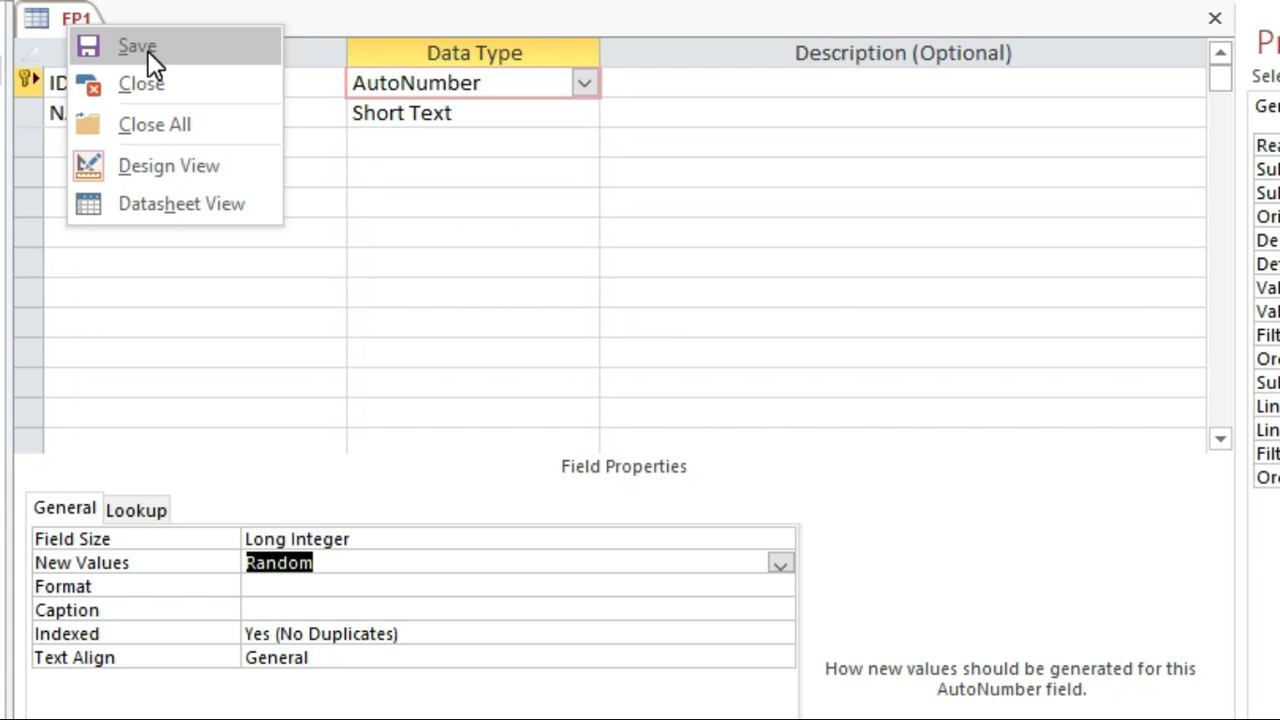 FP1
Save
Close
Close All
Design View
Datasheet View
Data Type
Description (Optional)
ID
AutoNumber
Short Text
Field Properties
General
Lookup
Field Size Long Integer
New Values Random
Format
Caption
Indexed Yes (No Duplicates)
Text Align General
How new values should be generated for this
AutoNumber field.